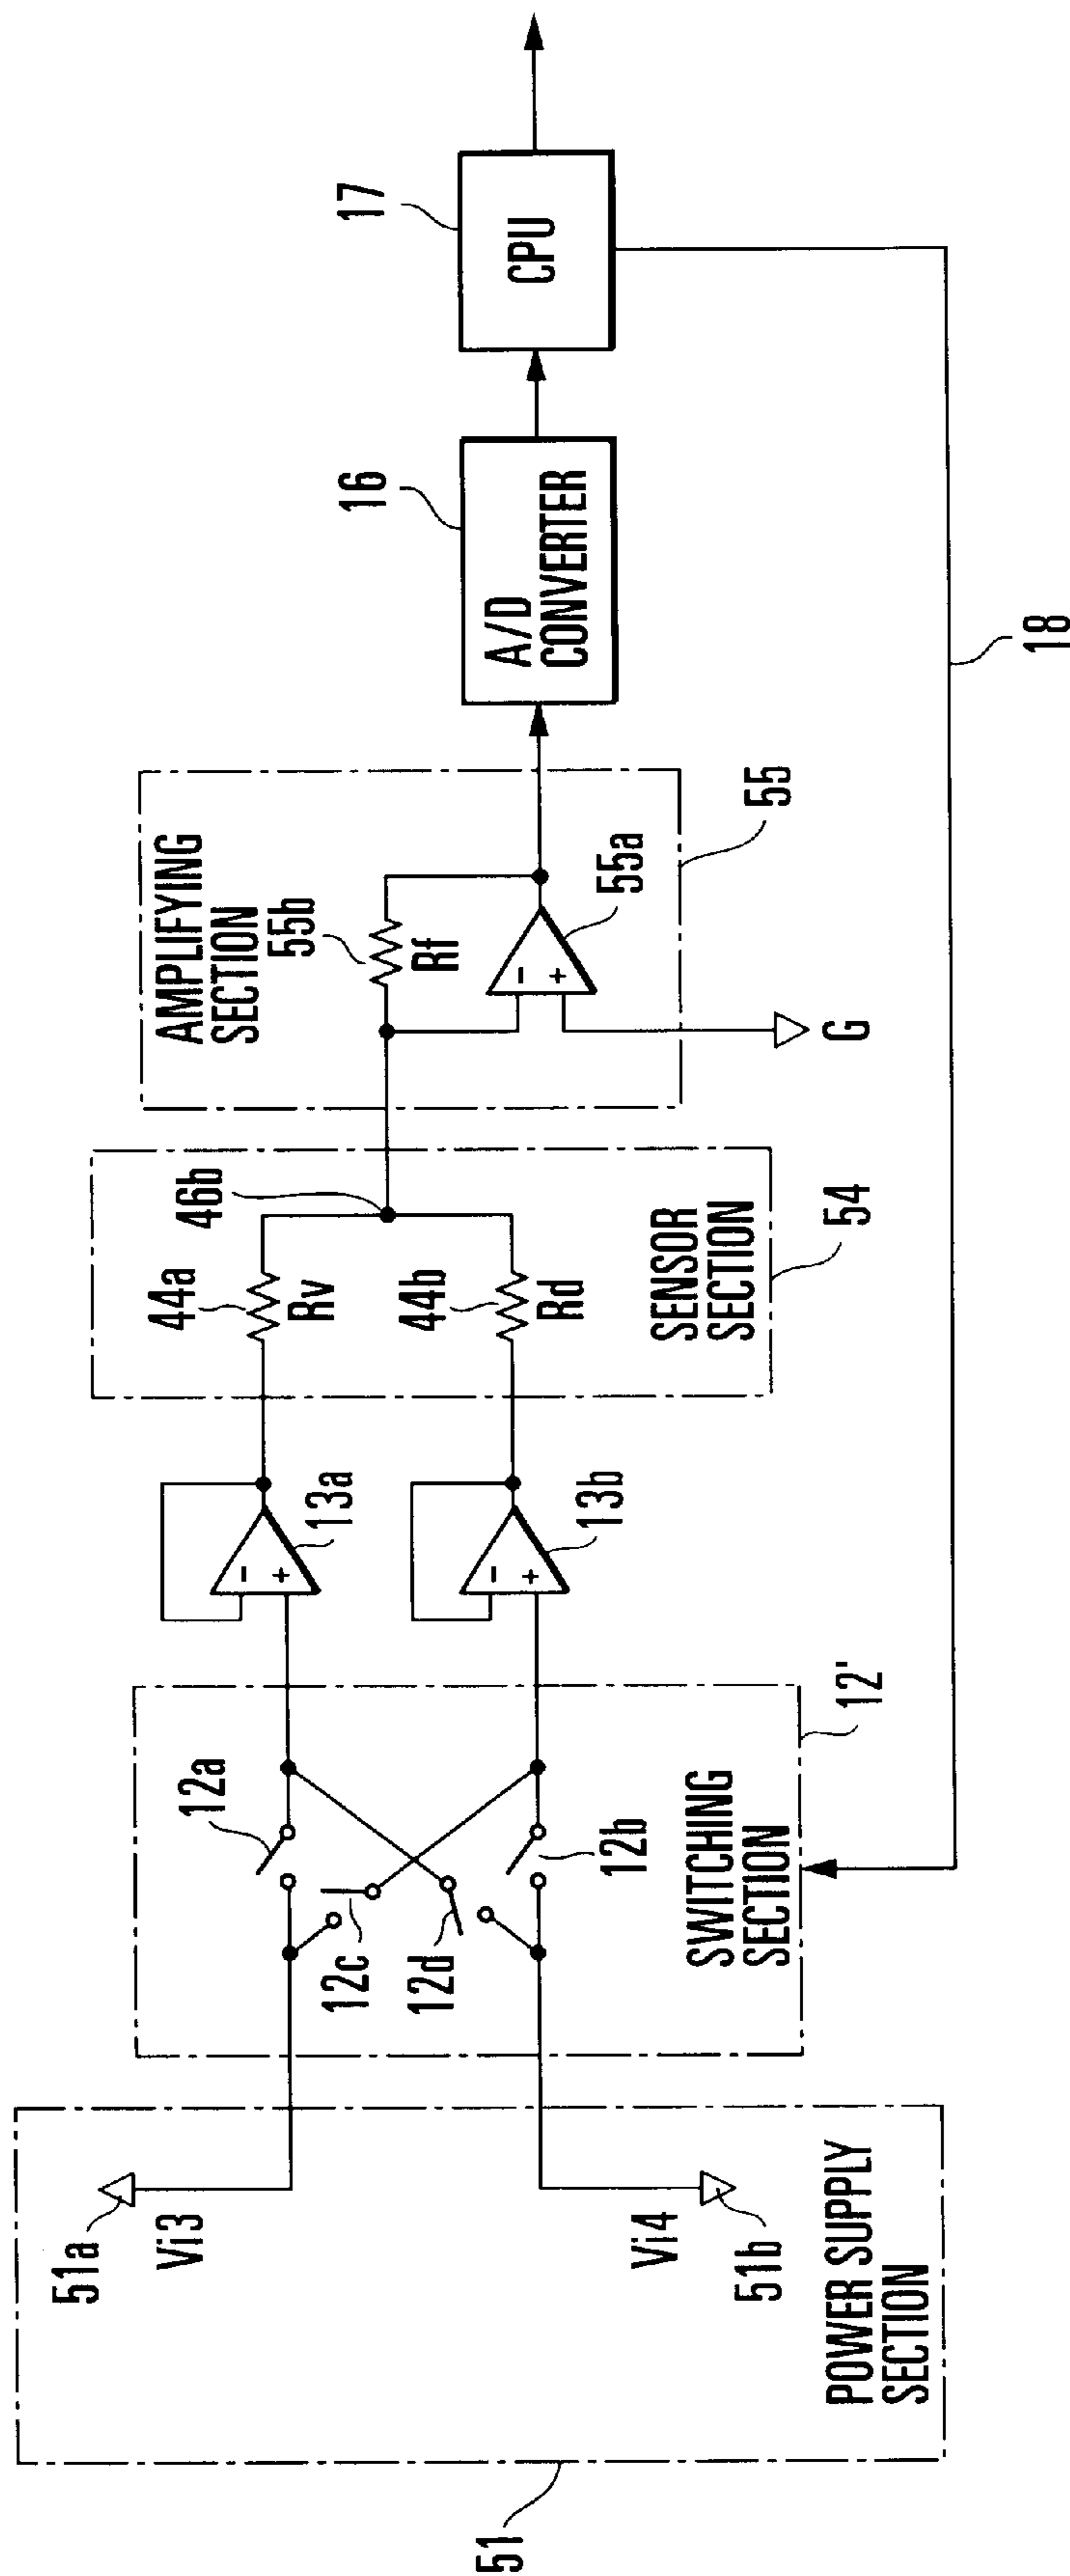 51
POWER SUPPLY
SECTION
51a
Vi3
Vi4
51b
SWITCHING
SECTION
12'
12a
12c
12d
12b
-
+
13a
-
+
13b
SENSOR
SECTION
54
44a
Rv
46b
44b
Rd
AMPLIFYING
SECTION
55b
Rf
-
+
55a
55
G
16
A/D
CONVERTER
17
CPU
18